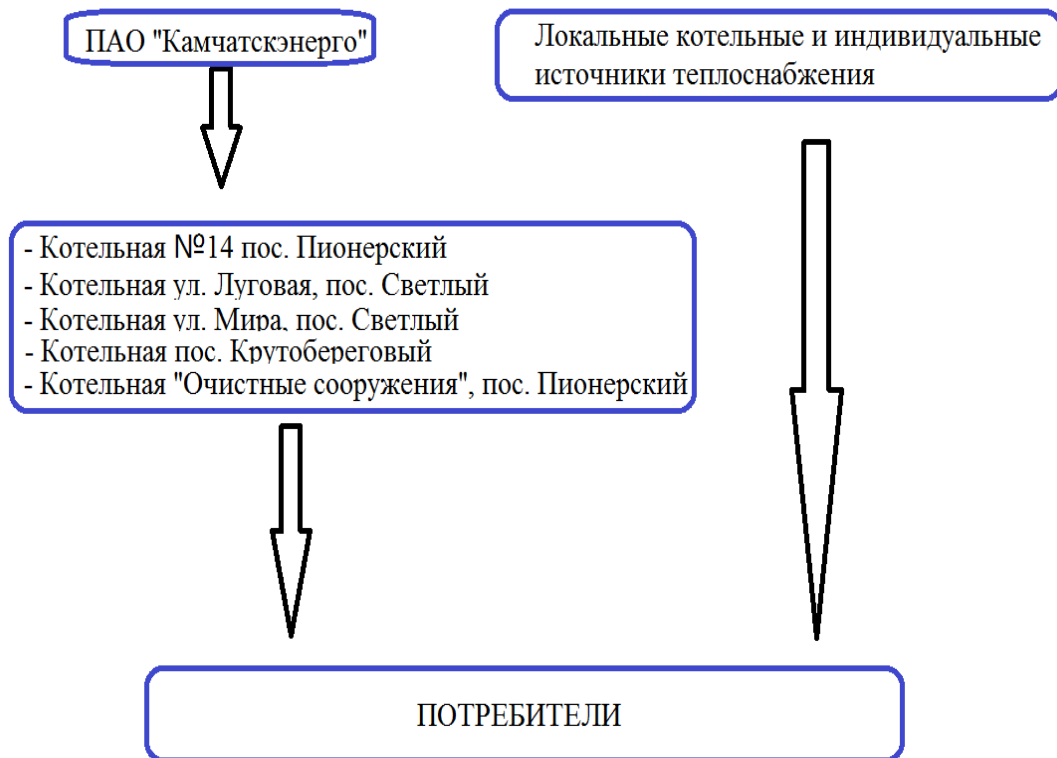 ПАО "Камчатскэнерго"
Локальные котельные и индивидуальные
источники теплоснабжения
- Котельная №14 пос. Пионерский
- Котельная ул. Луговая, пос. Светлый
- Котельная ул. Мира, пос. Светлый
- Котельная пос. Крутобереговый
- Котельная "Очистные сооружения", пос. Пионерский
ПОТРЕБИТЕЛИ